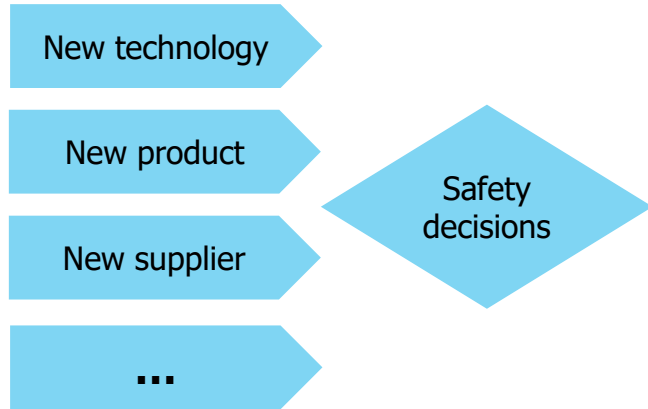 New technology
New product
New supplier
...
Safety
decisions